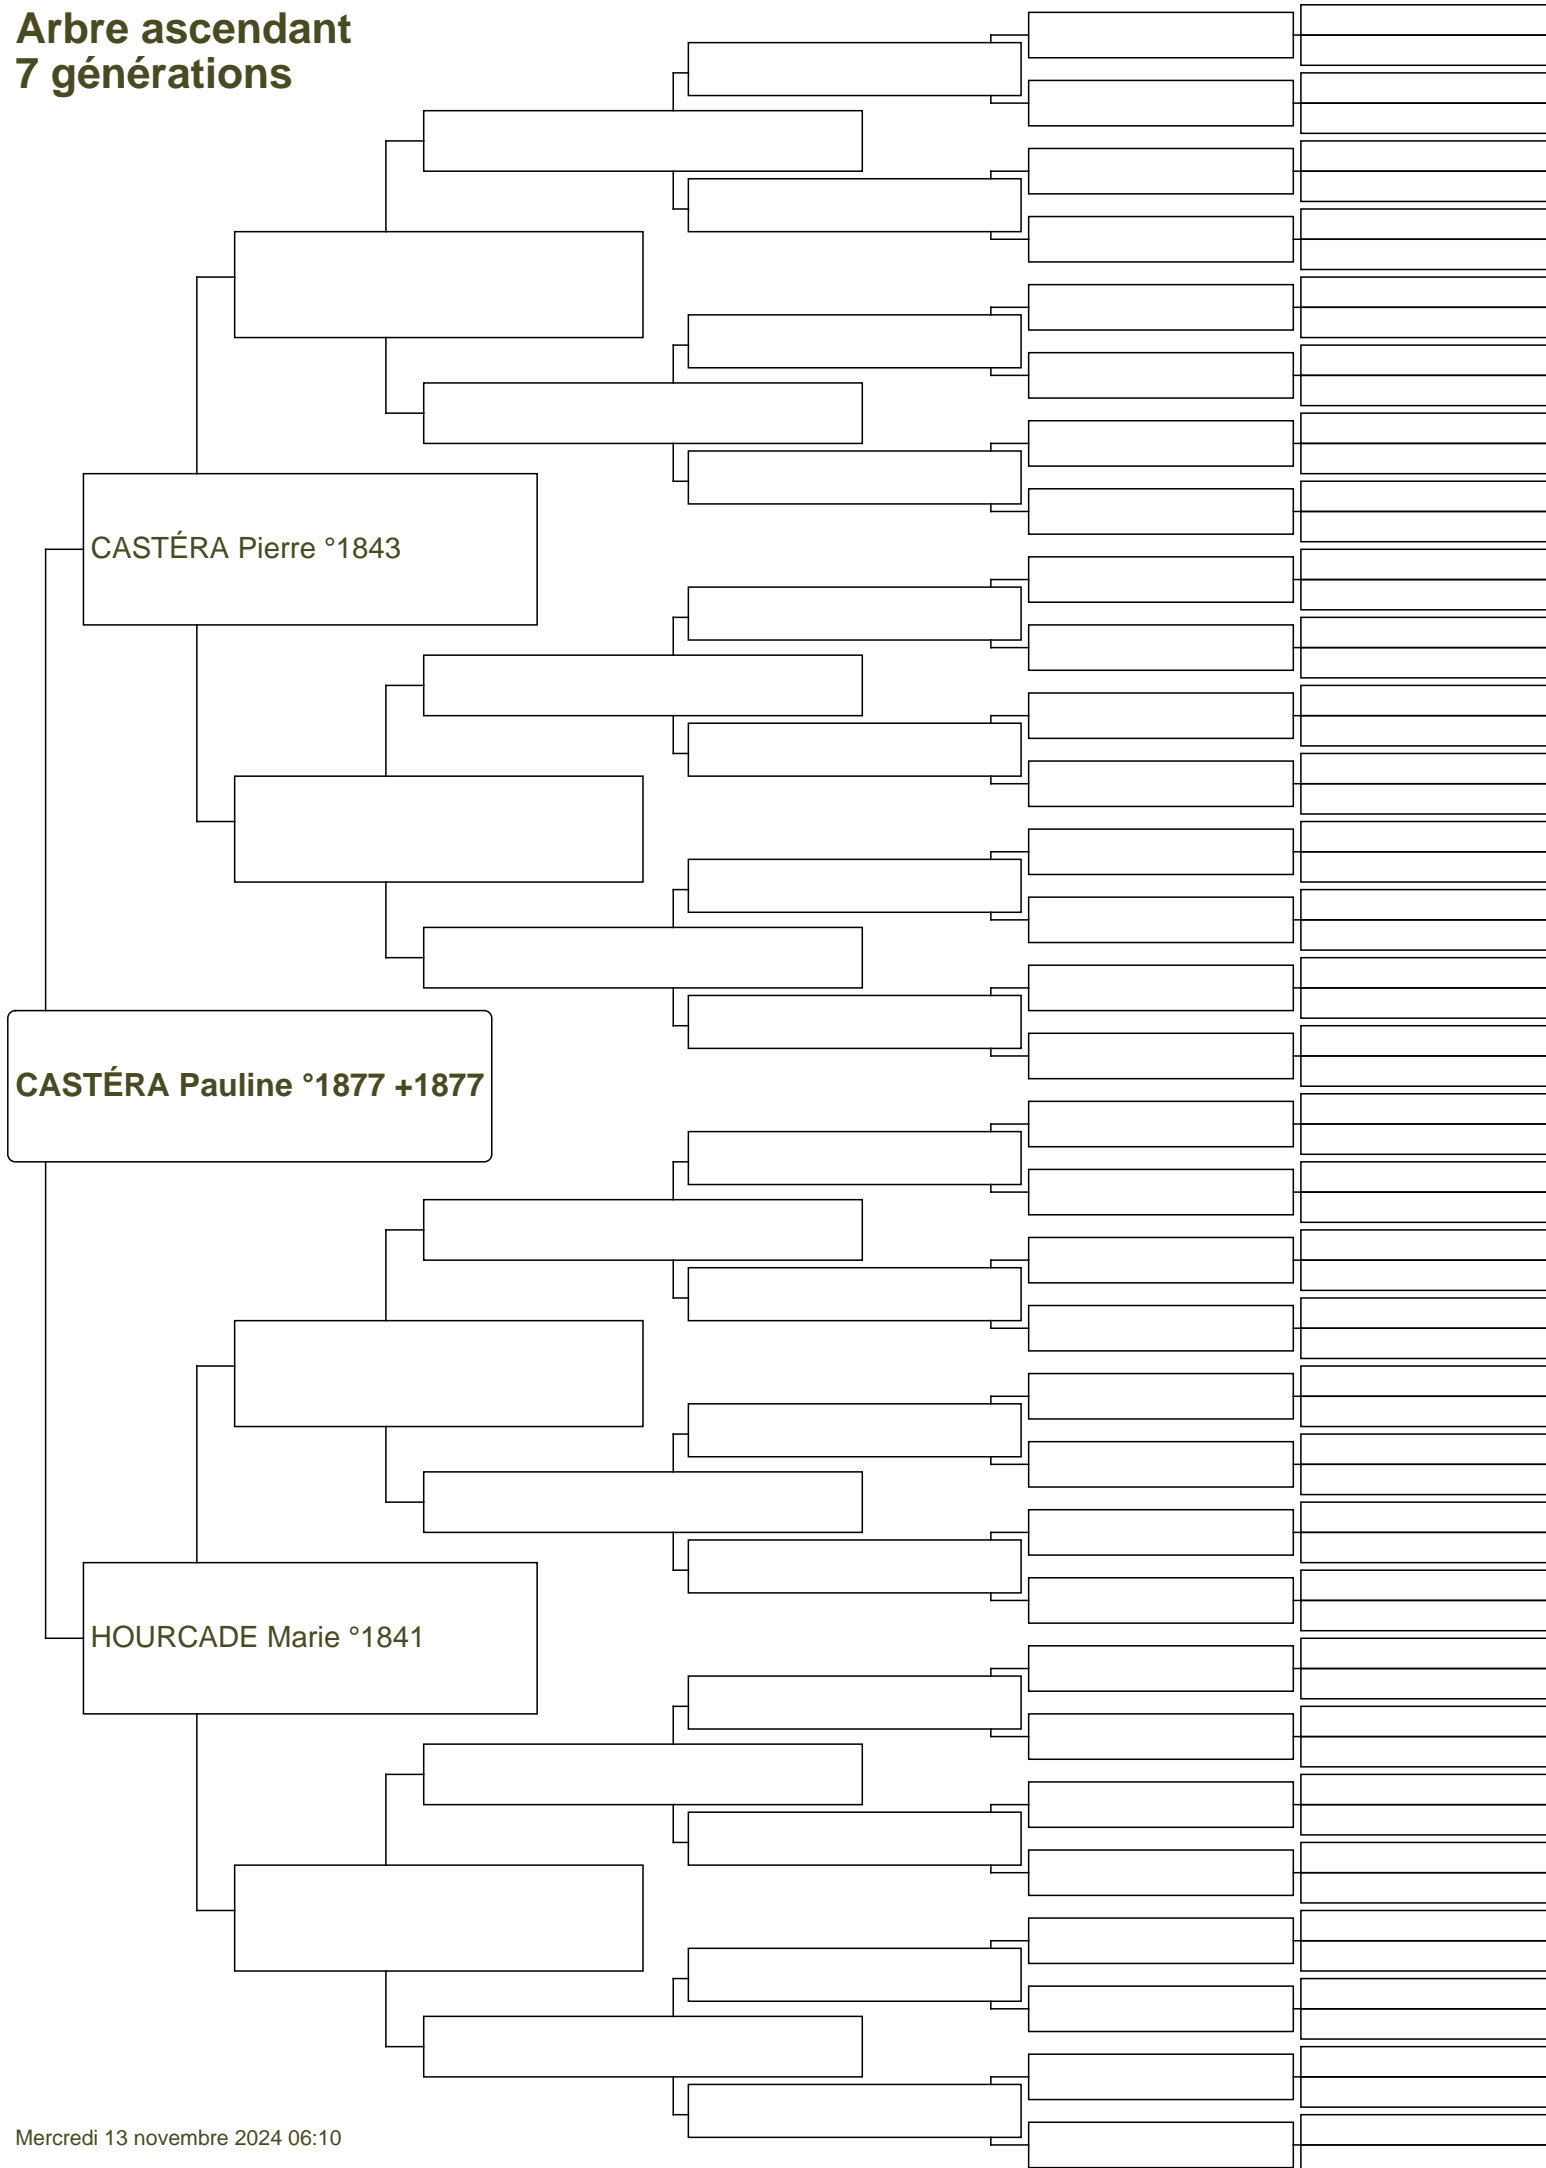 Arbre ascendant
7 générations
CASTÉRA Pierre °1843
CASTÉRA Pauline °1877 +1877
HOURCADE Marie °1841
Mercredi 13 novembre 2024 06:10